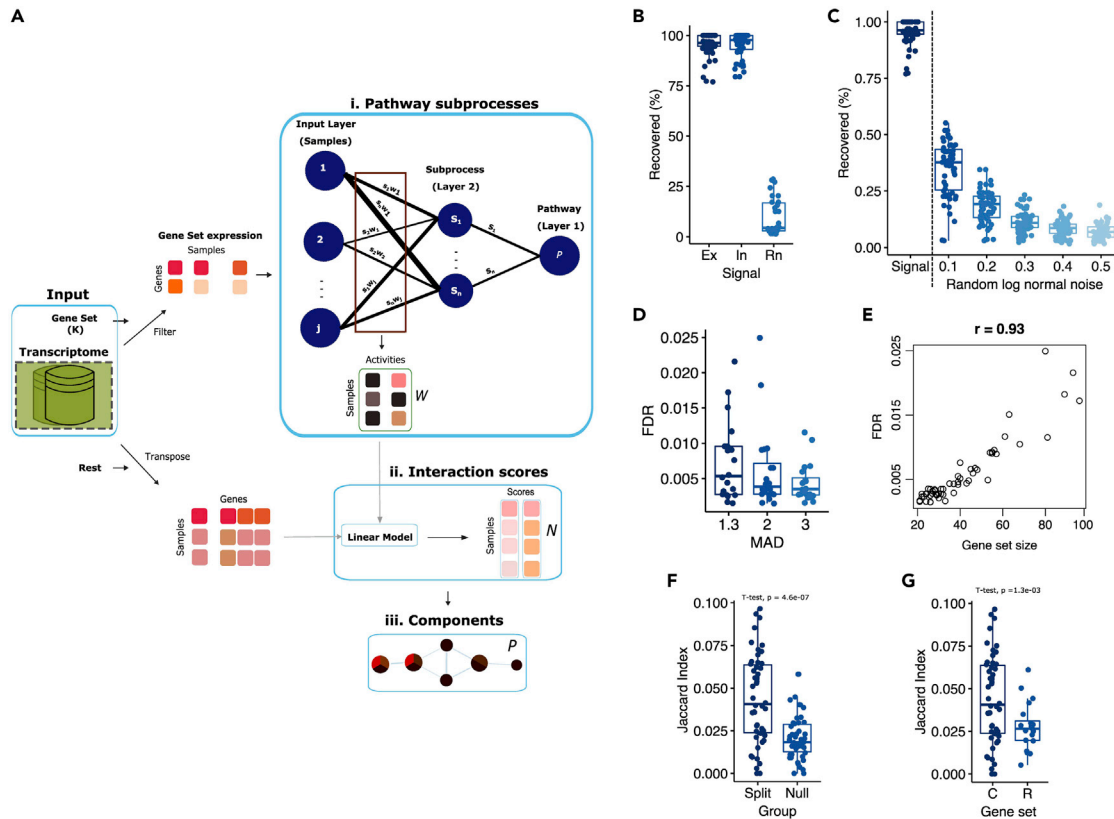 A
i. Pathway subprocesses
Input Layer
(Samples)
1
2
j
Subprocess
(Layer 2)
S1
Sn
Pathway
(Layer 1)
P
s1w1
snw1
s2w2
snwj
Sn
Gene Set expression
Samples
Genes
Input
Gene Set
(K)
Filter
Transcriptome
Activities
Samples
W
Rest
Transpose
Genes
Samples
ii. Interaction scores
Scores
Linear Model
Samples
N
iii. Components
P
B
Recovered (%)
100
75
50
25
0
Ex In Rn
Signal
C
Recovered (%)
1.00
0.75
0.50
0.25
0.00
Signal 0.1 0.2 0.3 0.4 0.5
Random log normal noise
D
FDR
0.025
0.020
0.015
0.010
0.005
1.3 2 3
MAD
E
r = 0.93
FDR
0.025
0.015
0.005
20 40 60 80 100
Gene set size
F
T-test, p = 4.6e-07
Jaccard Index
0.100
0.075
0.050
0.025
0.000
Split Null
Group
G
T-test, p =1.3e-03
Jaccard Index
0.100
0.075
0.050
0.025
0.000
C R
Gene set